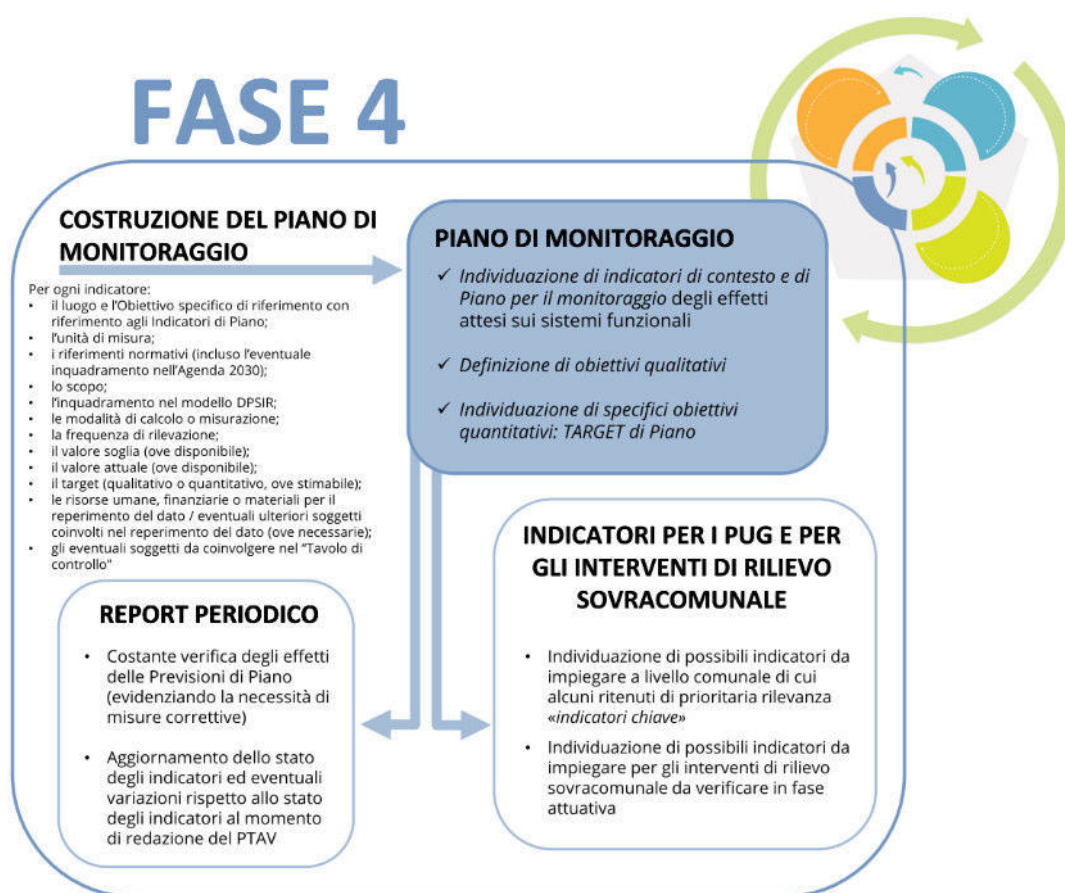 FASE 4
COSTRUZIONE DEL PIANO DI
MONITORAGGIO
Per ogni indicatore:
• il luogo e l'Obiettivo specifico di riferimento con
riferimento agli Indicatori di Piano;
• l'unità di misura;
• i riferimenti normativi (incluso l'eventuale
inquadramento nell'Agenda 2030);
• lo scopo;
• l'inquadramento nel modello DPSIR;
• le modalità di calcolo o misurazione;
• la frequenza di rilevazione;
• il valore soglia (ove disponibile);
• il valore attuale (ove disponibile);
• il target (qualitativo o quantitativo, ove stimabile);
• le risorse umane, finanziarie o materiali per il
reperimento del dato / eventuali ulteriori soggetti
coinvolti nel reperimento del dato (ove necessarie);
• gli eventuali soggetti da coinvolgere nel "Tavolo di
controllo"
PIANO DI MONITORAGGIO
✓ Individuazione di indicatori di contesto e di
Piano per il monitoraggio degli effetti
attesi sui sistemi funzionali
✓ Definizione di obiettivi qualitativi
✓ Individuazione di specifici obiettivi
quantitativi: TARGET di Piano
REPORT PERIODICO
• Costante verifica degli effetti
delle Previsioni di Piano
(evidenziando la necessità di
misure correttive)
• Aggiornamento dello stato
degli indicatori ed eventuali
variazioni rispetto allo stato
degli indicatori al momento
di redazione del PTAV
INDICATORI PER I PUG E PER
GLI INTERVENTI DI RILIEVO
SOVRACOMUNALE
• Individuazione di possibili indicatori da
impiegare a livello comunale di cui
alcuni ritenuti di prioritaria rilevanza
«indicatori chiave»
• Individuazione di possibili indicatori da
impiegare per gli interventi di rilievo
sovracomunale da verificare in fase
attuativa